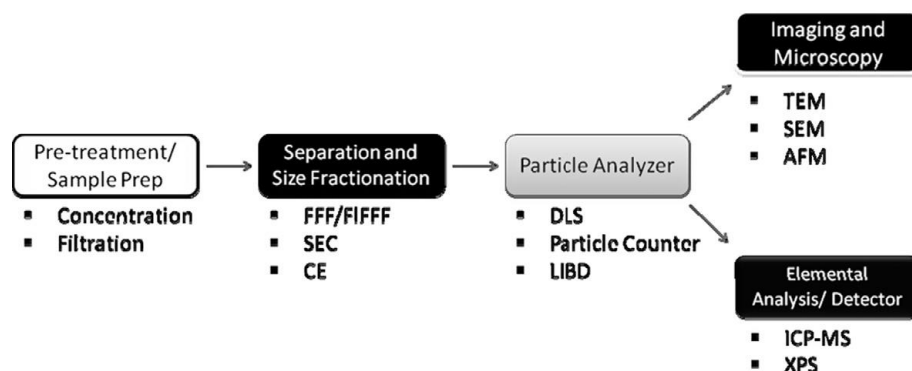 Pre-treatment/
Sample Prep
▪ Concentration
▪ Filtration
Separation and
Size Fractionation
▪ FFF/FlFFF
▪ SEC
▪ CE
Particle Analyzer
▪ DLS
▪ Particle Counter
▪ LIBD
Imaging and
Microscopy
▪ TEM
▪ SEM
▪ AFM
Elemental
Analysis/ Detector
▪ ICP-MS
▪ XPS